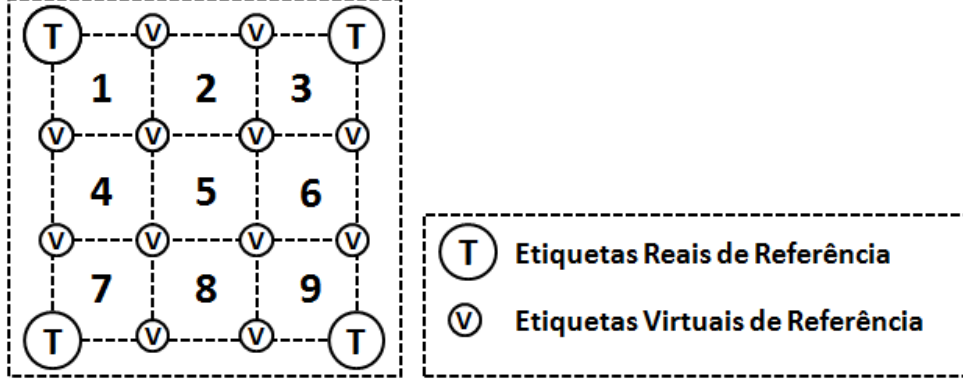 T V V T
1 2 3
V V V V
4 5 6
V V V V
7 8 9
T V V T
T Etiquetas Reais de Referência
V Etiquetas Virtuais de Referência